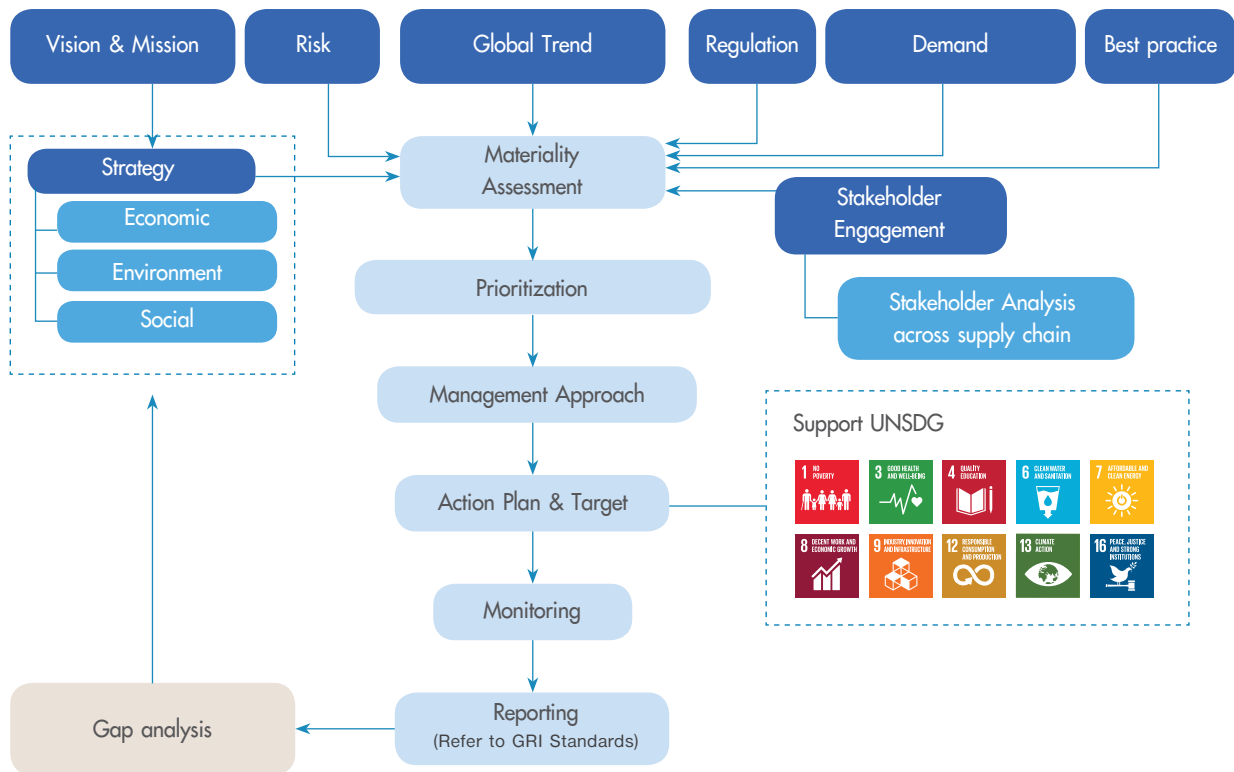 Vision & Mission
Risk
Global Trend
Regulation
Demand
Best practice
Strategy
Economic
Environment
Social
Materiality
Assessment
Stakeholder
Engagement
Stakeholder Analysis
across supply chain
Prioritization
Management Approach
Action Plan & Target
Monitoring
Reporting
(Refer to GRI Standards)
Gap analysis
Support UNSDG
1 NO
POVERTY
3 GOOD HEALTH
AND WELL-BEING
4 QUALITY
EDUCATION
6 CLEAN WATER
AND SANITATION
7 AFFORDABLE AND
CLEAN ENERGY
8 DECENT WORK AND
ECONOMIC GROWTH
9 INDUSTRY, INNOVATION
AND INFRASTRUCTURE
12 RESPONSIBLE
CONSUMPTION
AND PRODUCTION
13 CLIMATE
ACTION
16 PEACE, JUSTICE
AND STRONG
INSTITUTIONS